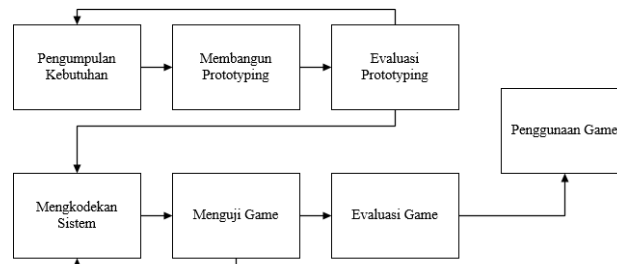 Pengumpulan
Kebutuhan
Membangun
Prototyping
Evaluasi
Prototyping
Penggunaan Game
Mengkodekan
Sistem
Menguji Game
Evaluasi Game